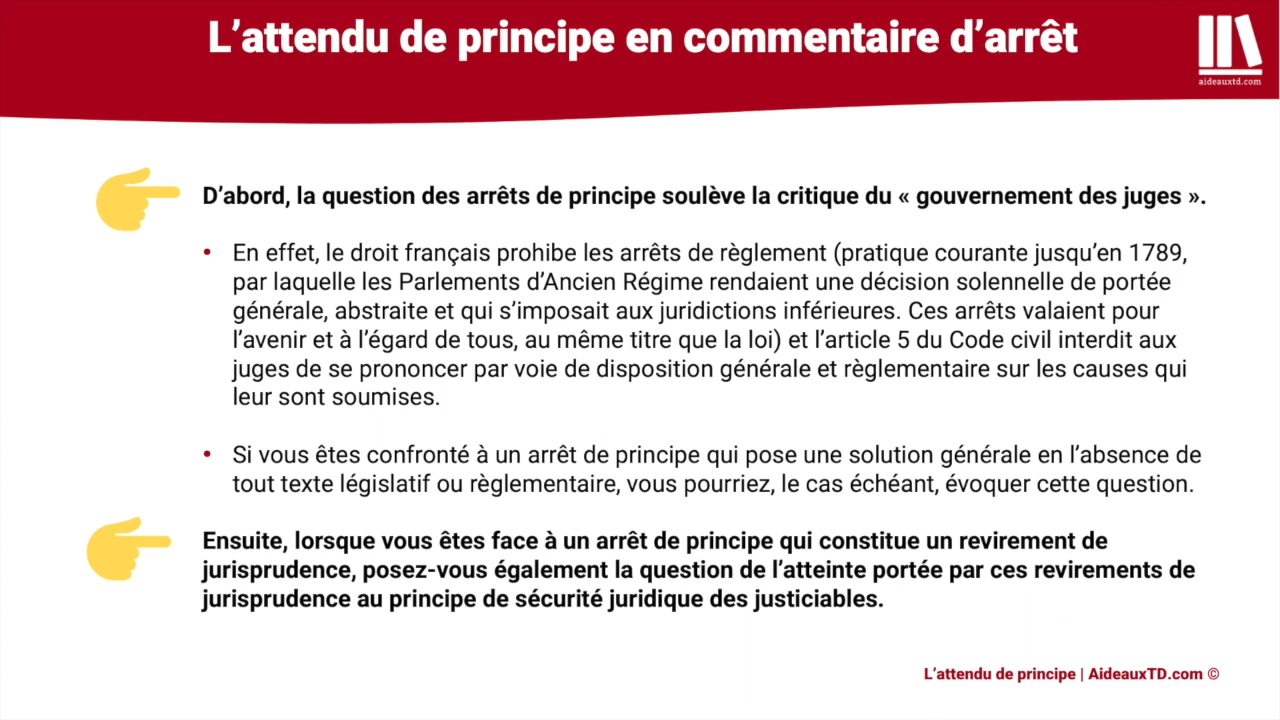 L’attendu de principe en commentaire d’arrêt
aideauxtd.com
D’abord, la question des arrêts de principe soulève la critique du « gouvernement des juges ».
• En effet, le droit français prohibe les arrêts de règlement (pratique courante jusqu’en 1789,
par laquelle les Parlements d’Ancien Régime rendaient une décision solennelle de portée
générale, abstraite et qui s’imposait aux juridictions inférieures. Ces arrêts valaient pour
l’avenir et à l’égard de tous, au même titre que la loi) et l’article 5 du Code civil interdit aux
juges de se prononcer par voie de disposition générale et règlementaire sur les causes qui
leur sont soumises.
• Si vous êtes confronté à un arrêt de principe qui pose une solution générale en l’absence de
tout texte législatif ou règlementaire, vous pourriez, le cas échéant, évoquer cette question.
Ensuite, lorsque vous êtes face à un arrêt de principe qui constitue un revirement de
jurisprudence, posez-vous également la question de l’atteinte portée par ces revirements de
jurisprudence au principe de sécurité juridique des justiciables.
L’attendu de principe | AideauxTD.com ©